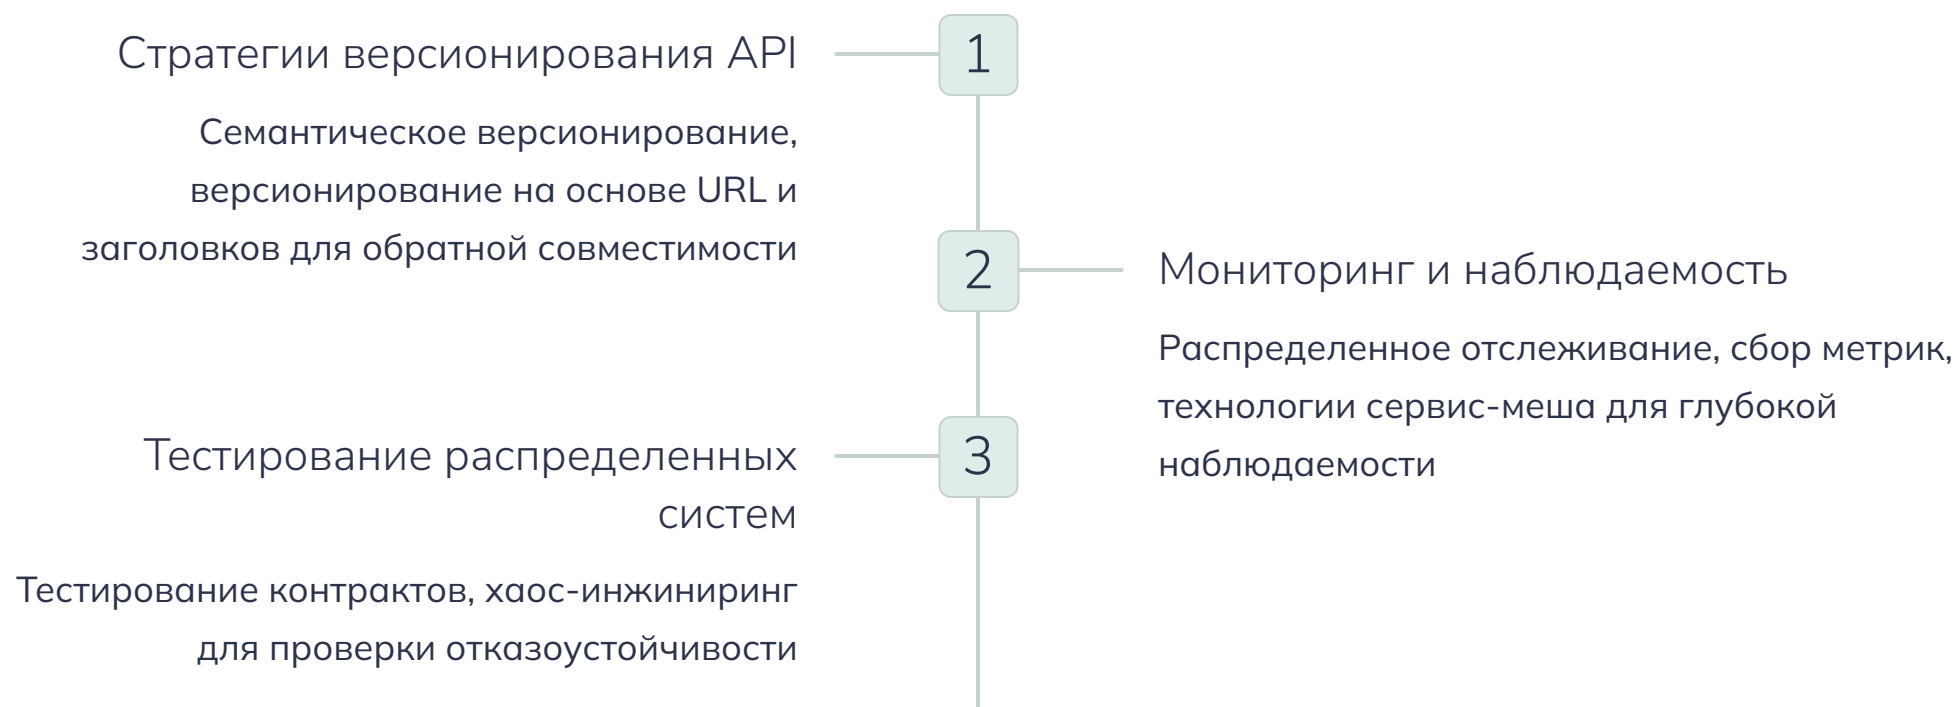 1
Стратегии версионирования API
Семантическое версионирование,
версионирование на основе URL и
заголовков для обратной совместимости
2
Мониторинг и наблюдаемость
Распределенное отслеживание, сбор метрик,
технологии сервис-меша для глубокой
наблюдаемости
3
Тестирование распределенных
систем
Тестирование контрактов, хаос-инжиниринг
для проверки отказоустойчивости